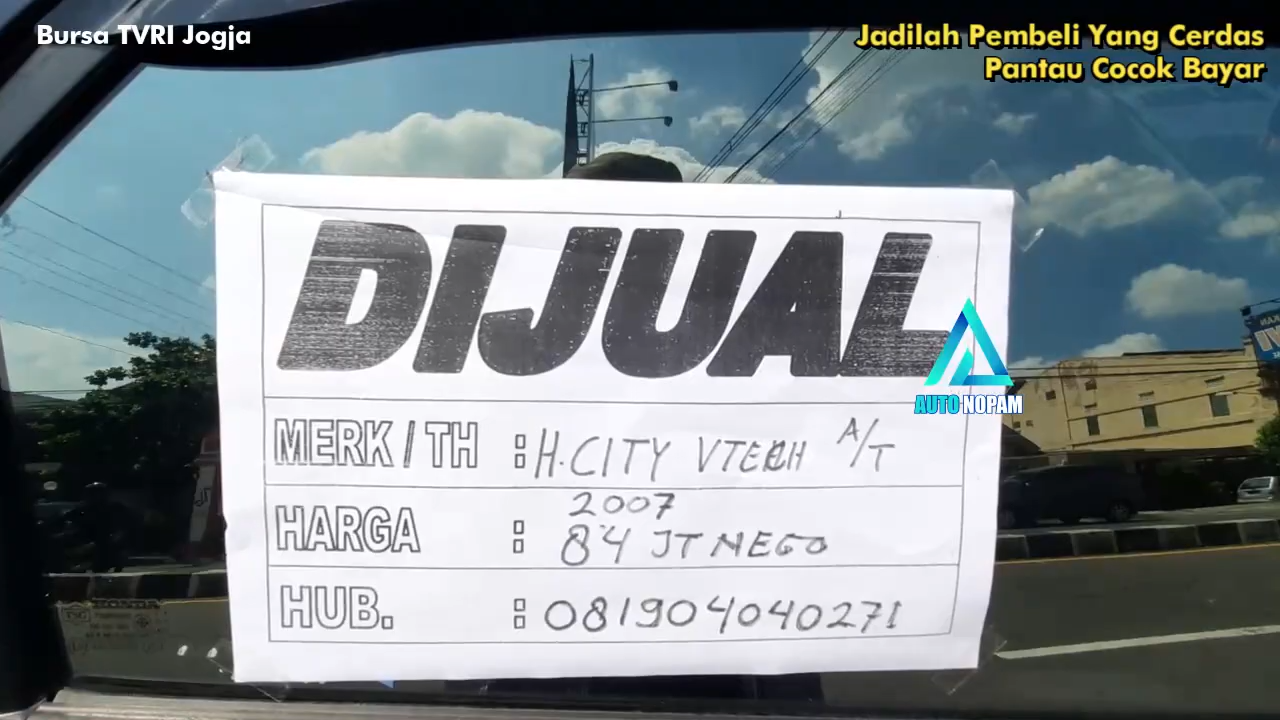 Bursa TVRI Jogja
Jadilah Pembeli Yang Cerdas
Pantau Cocok Bayar
DIJUAL
AUTO NOPAM
MERK / TH : H. CITY VTECH A/T
2007
HARGA : 84 JT NEGO
HUB. : 081904040271
HONDA